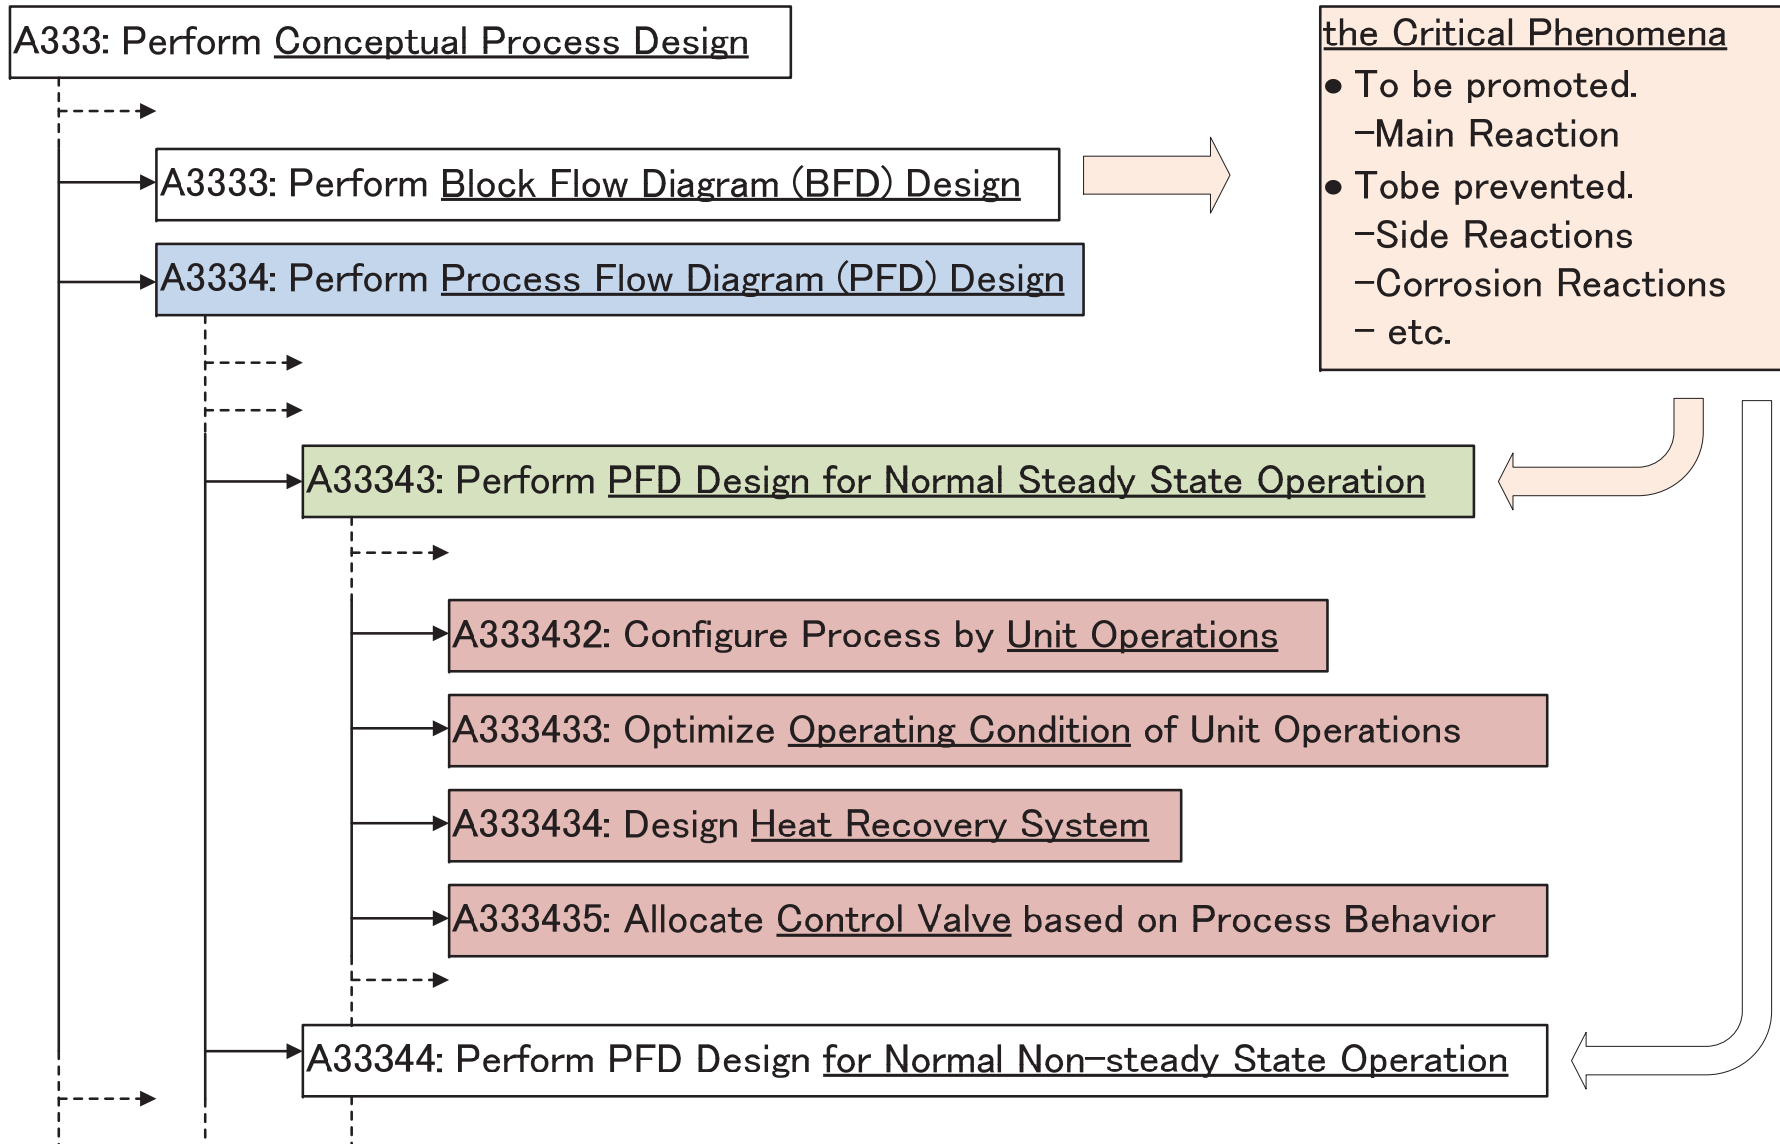 A333: Perform Conceptual Process Design
the Critical Phenomena
• To be promoted.
-Main Reaction
• Tobe prevented.
-Side Reactions
-Corrosion Reactions
- etc.
A3333: Perform Block Flow Diagram (BFD) Design
A3334: Perform Process Flow Diagram (PFD) Design
A33343: Perform PFD Design for Normal Steady State Operation
A333432: Configure Process by Unit Operations
A333433: Optimize Operating Condition of Unit Operations
A333434: Design Heat Recovery System
A333435: Allocate Control Valve based on Process Behavior
A33344: Perform PFD Design for Normal Non-steady State Operation